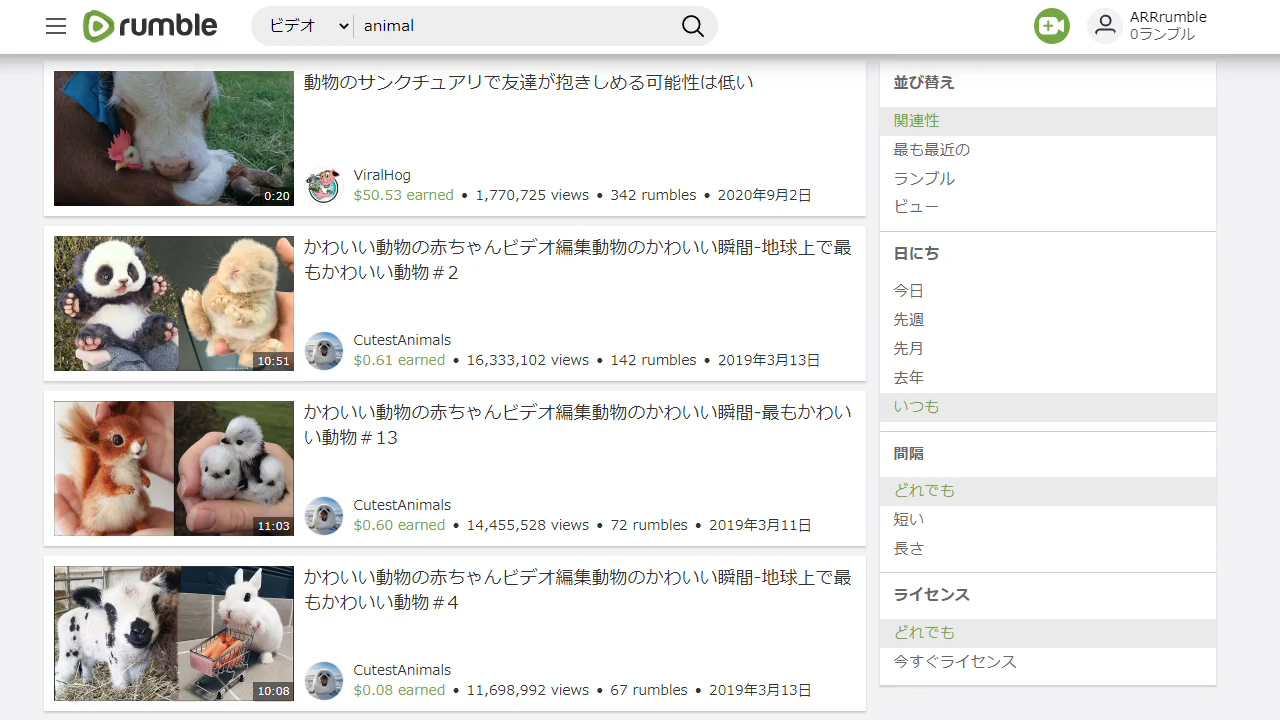 rumble
ビデオ
animal
ARRrumble
0ランブル
動物のサンクチュアリで友達が抱きしめる可能性は低い
0:20
ViralHog
$50.53 earned • 1,770,725 views • 342 rumbles • 2020年9月2日
かわいい動物の赤ちゃんビデオ編集動物のかわいい瞬間-地球上で最
もかわいい動物＃2
10:51
CutestAnimals
$0.61 earned • 16,333,102 views • 142 rumbles • 2019年3月13日
かわいい動物の赤ちゃんビデオ編集動物のかわいい瞬間-最もかわい
い動物＃13
11:03
CutestAnimals
$0.60 earned • 14,455,528 views • 72 rumbles • 2019年3月11日
かわいい動物の赤ちゃんビデオ編集動物のかわいい瞬間-地球上で最
もかわいい動物＃4
10:08
CutestAnimals
$0.08 earned • 11,698,992 views • 67 rumbles • 2019年3月13日
並び替え
関連性
最も最近の
ランブル
ビュー
日にち
今日
先週
先月
去年
いつも
間隔
どれでも
短い
長さ
ライセンス
どれでも
今すぐライセンス